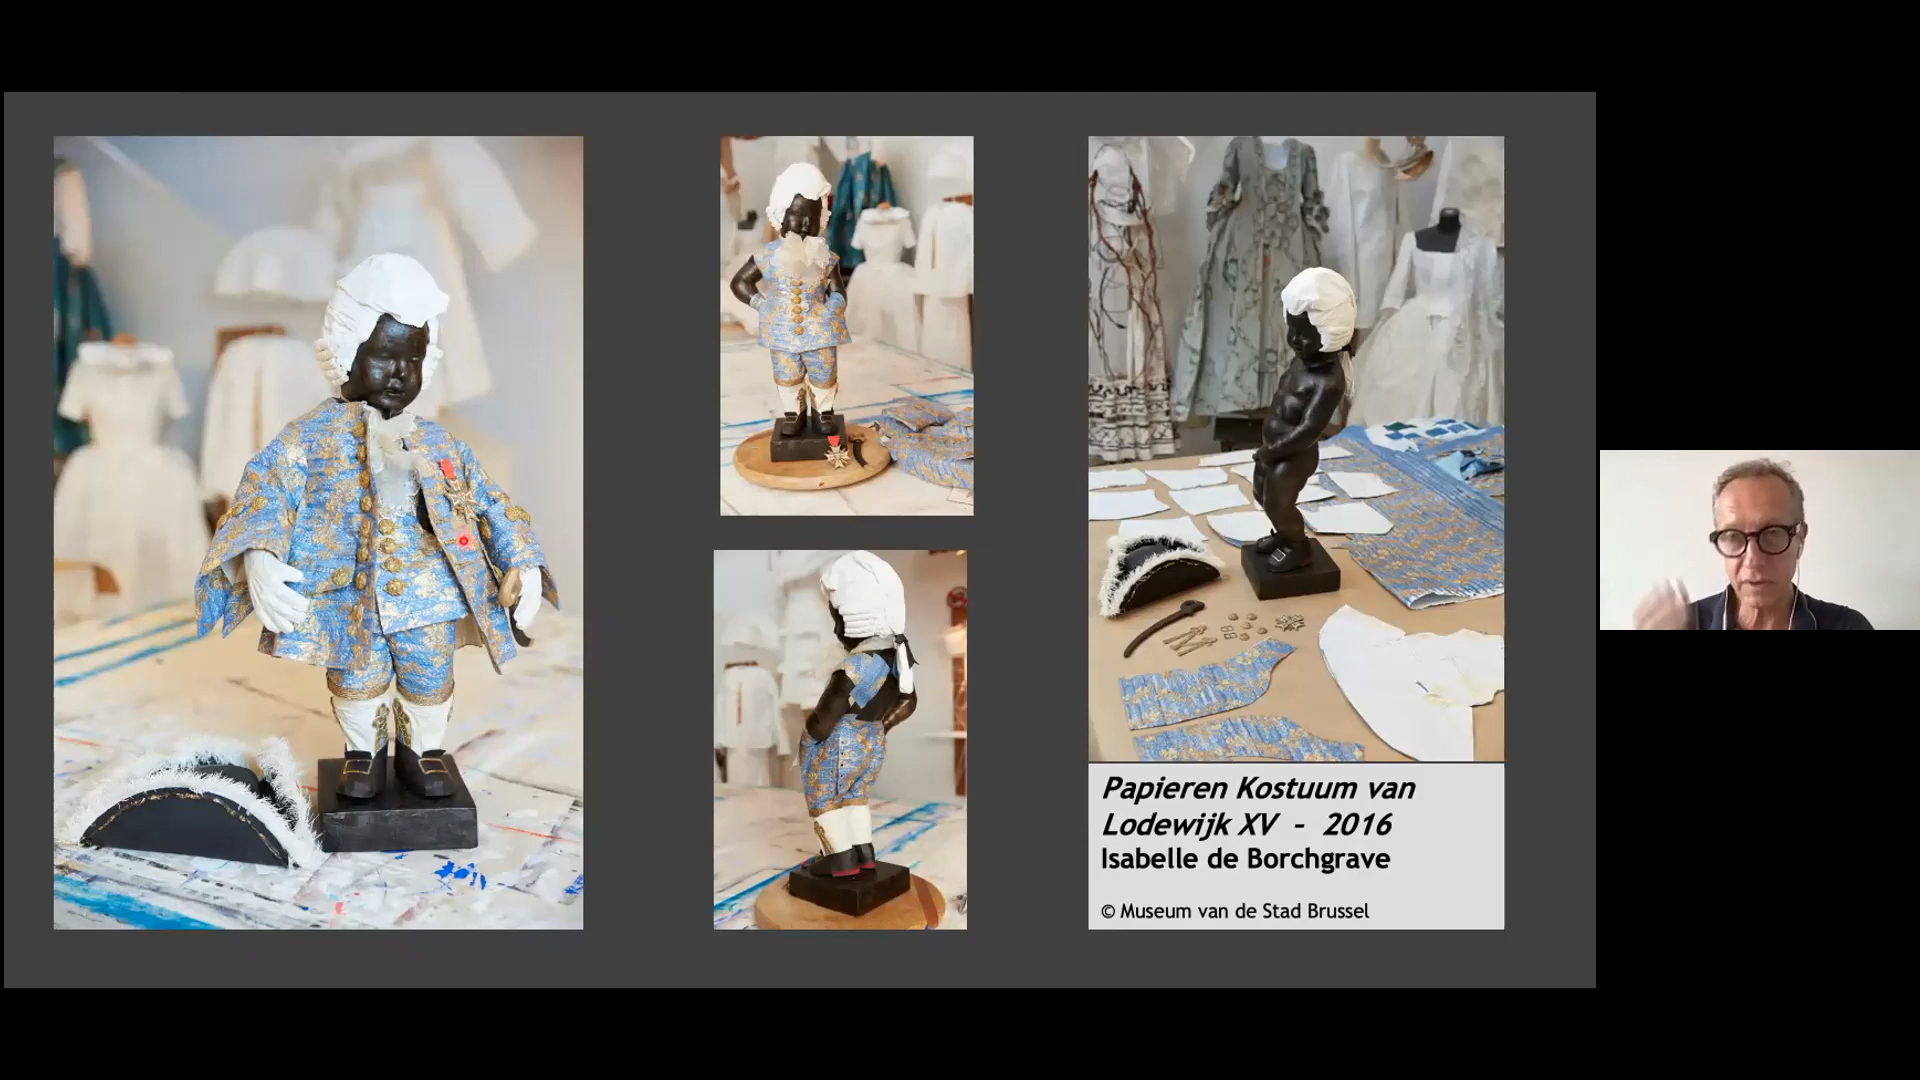 Papieren Kostuum van
Lodewijk XV - 2016
Isabelle de Borchgrave
© Museum van de Stad Brussel